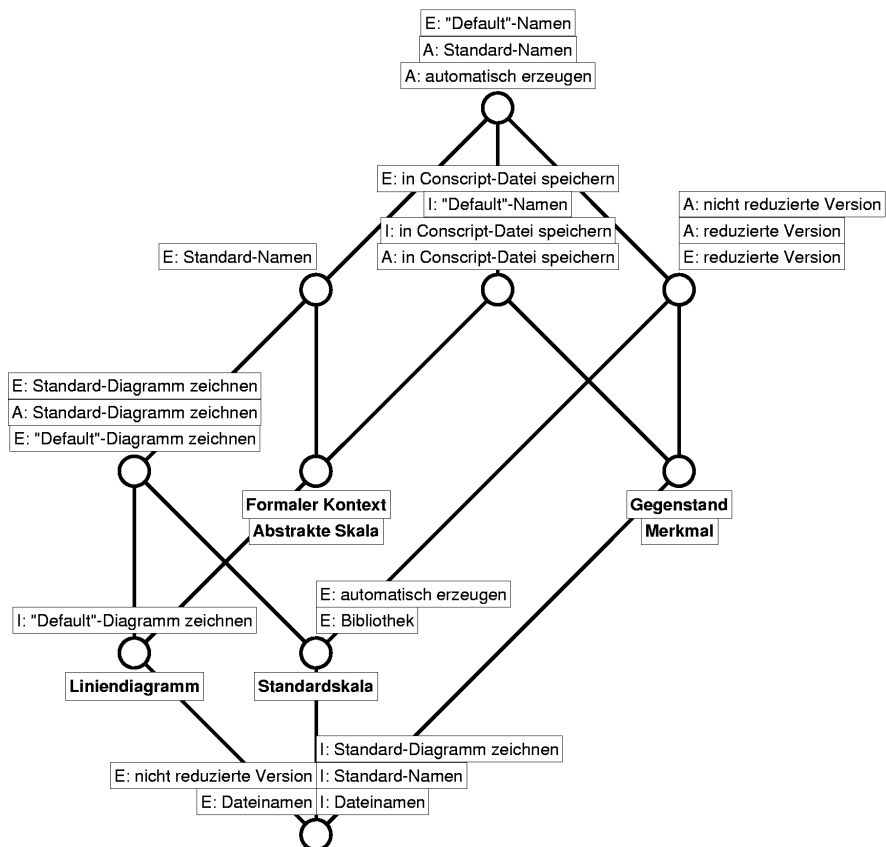 E: "Default"-Namen
A: Standard-Namen
A: automatisch erzeugen
E: in Conscript-Datei speichern
I: "Default"-Namen
I: in Conscript-Datei speichern
A: in Conscript-Datei speichern
A: nicht reduzierte Version
A: reduzierte Version
E: reduzierte Version
E: Standard-Namen
E: Standard-Diagramm zeichnen
A: Standard-Diagramm zeichnen
E: "Default"-Diagramm zeichnen
Formaler Kontext
Abstrakte Skala
Gegenstand
Merkmal
E: automatisch erzeugen
E: Bibliothek
I: "Default"-Diagramm zeichnen
Liniendiagramm
Standardskala
I: Standard-Diagramm zeichnen
E: nicht reduzierte Version
I: Standard-Namen
E: Dateinamen
I: Dateinamen